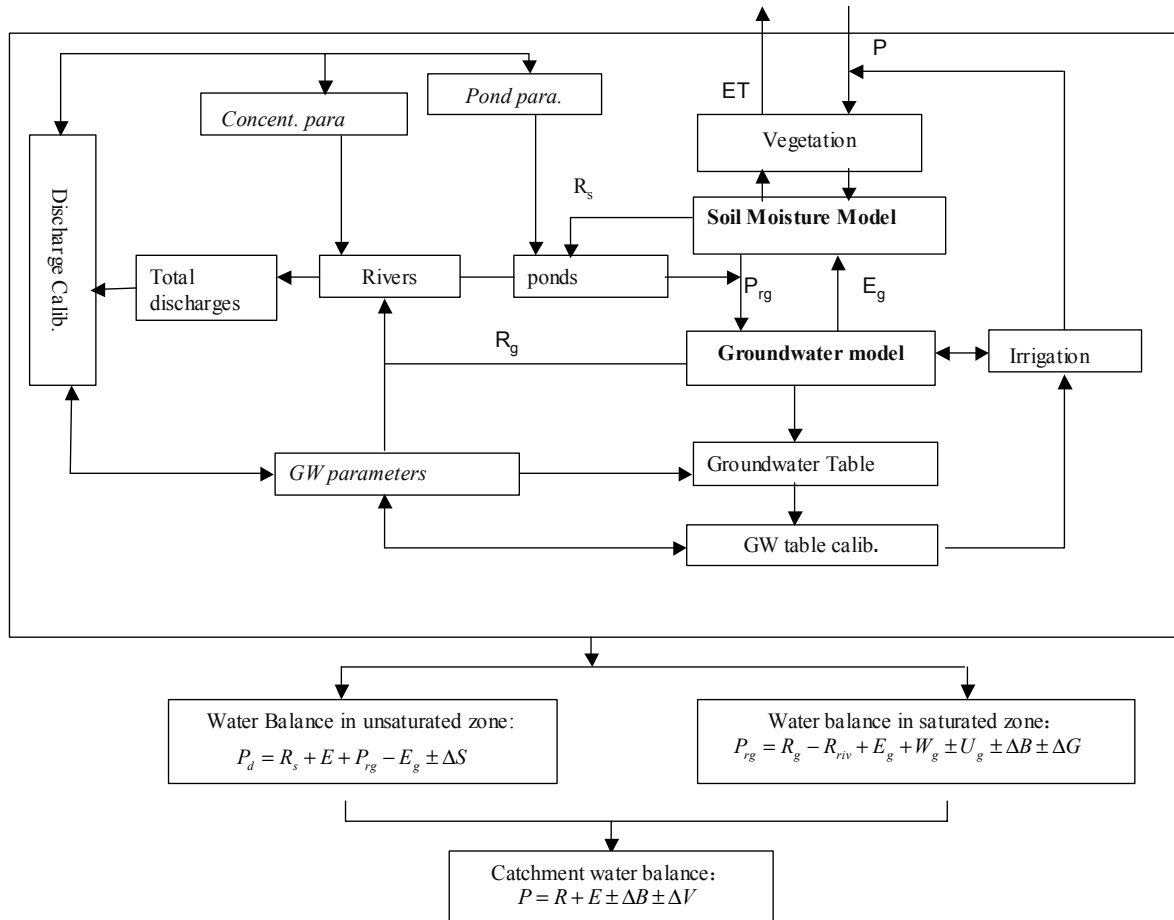 P
ET
Pond para.
Concent. para
Vegetation
Discharge Calib.
R_s
Soil Moisture Model
Total
discharges
Rivers
ponds
P_rg
E_g
R_g
Groundwater model
Irrigation
GW parameters
Groundwater Table
GW table calib.
Water Balance in unsaturated zone:
P_d = R_s + E + P_rg − E_g ± ΔS
Water balance in saturated zone:
P_rg = R_g − R_riv + E_g + W_g ± U_g ± ΔB ± ΔG
Catchment water balance:
P = R + E ± ΔB ± ΔV